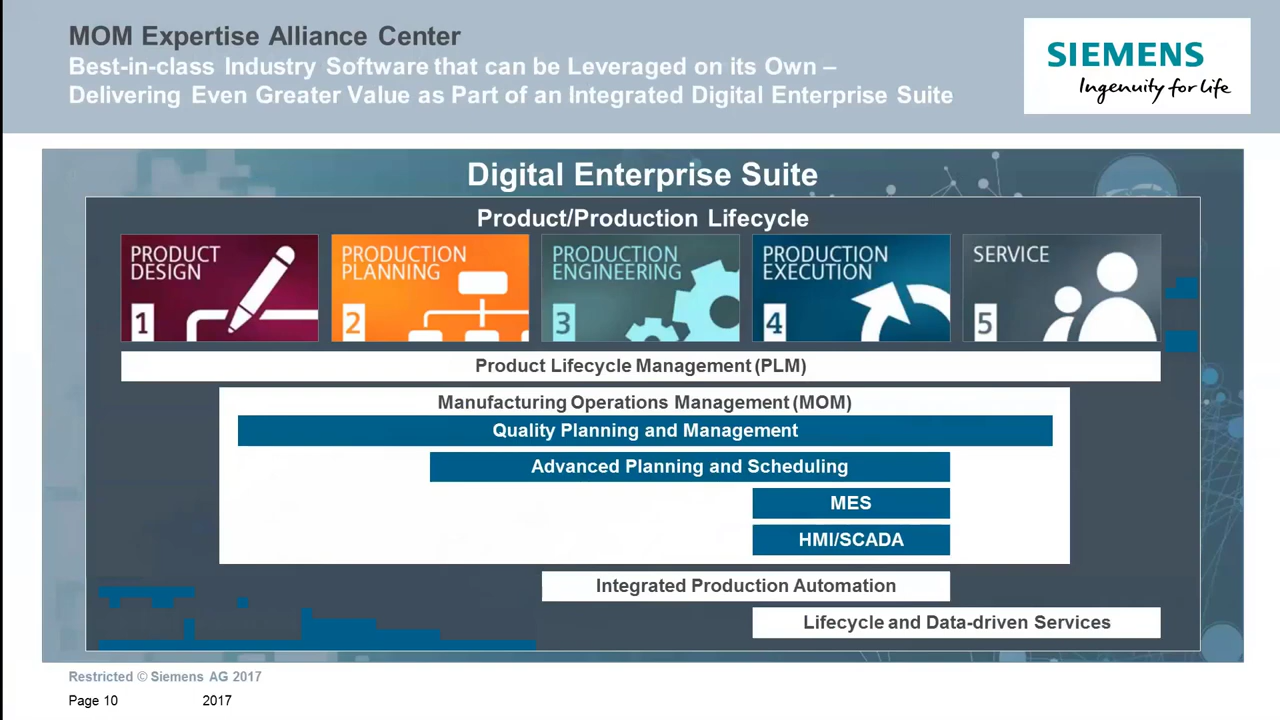 MOM Expertise Alliance Center
Best-in-class Industry Software that can be Leveraged on its Own –
Delivering Even Greater Value as Part of an Integrated Digital Enterprise Suite
SIEMENS
Ingenuity for life
Digital Enterprise Suite
Product/Production Lifecycle
PRODUCT
DESIGN
1
PRODUCTION
PLANNING
2
PRODUCTION
ENGINEERING
3
PRODUCTION
EXECUTION
4
SERVICE
5
Product Lifecycle Management (PLM)
Manufacturing Operations Management (MOM)
Quality Planning and Management
Advanced Planning and Scheduling
MES
HMI/SCADA
Integrated Production Automation
Lifecycle and Data-driven Services
Restricted © Siemens AG 2017
Page 10 2017